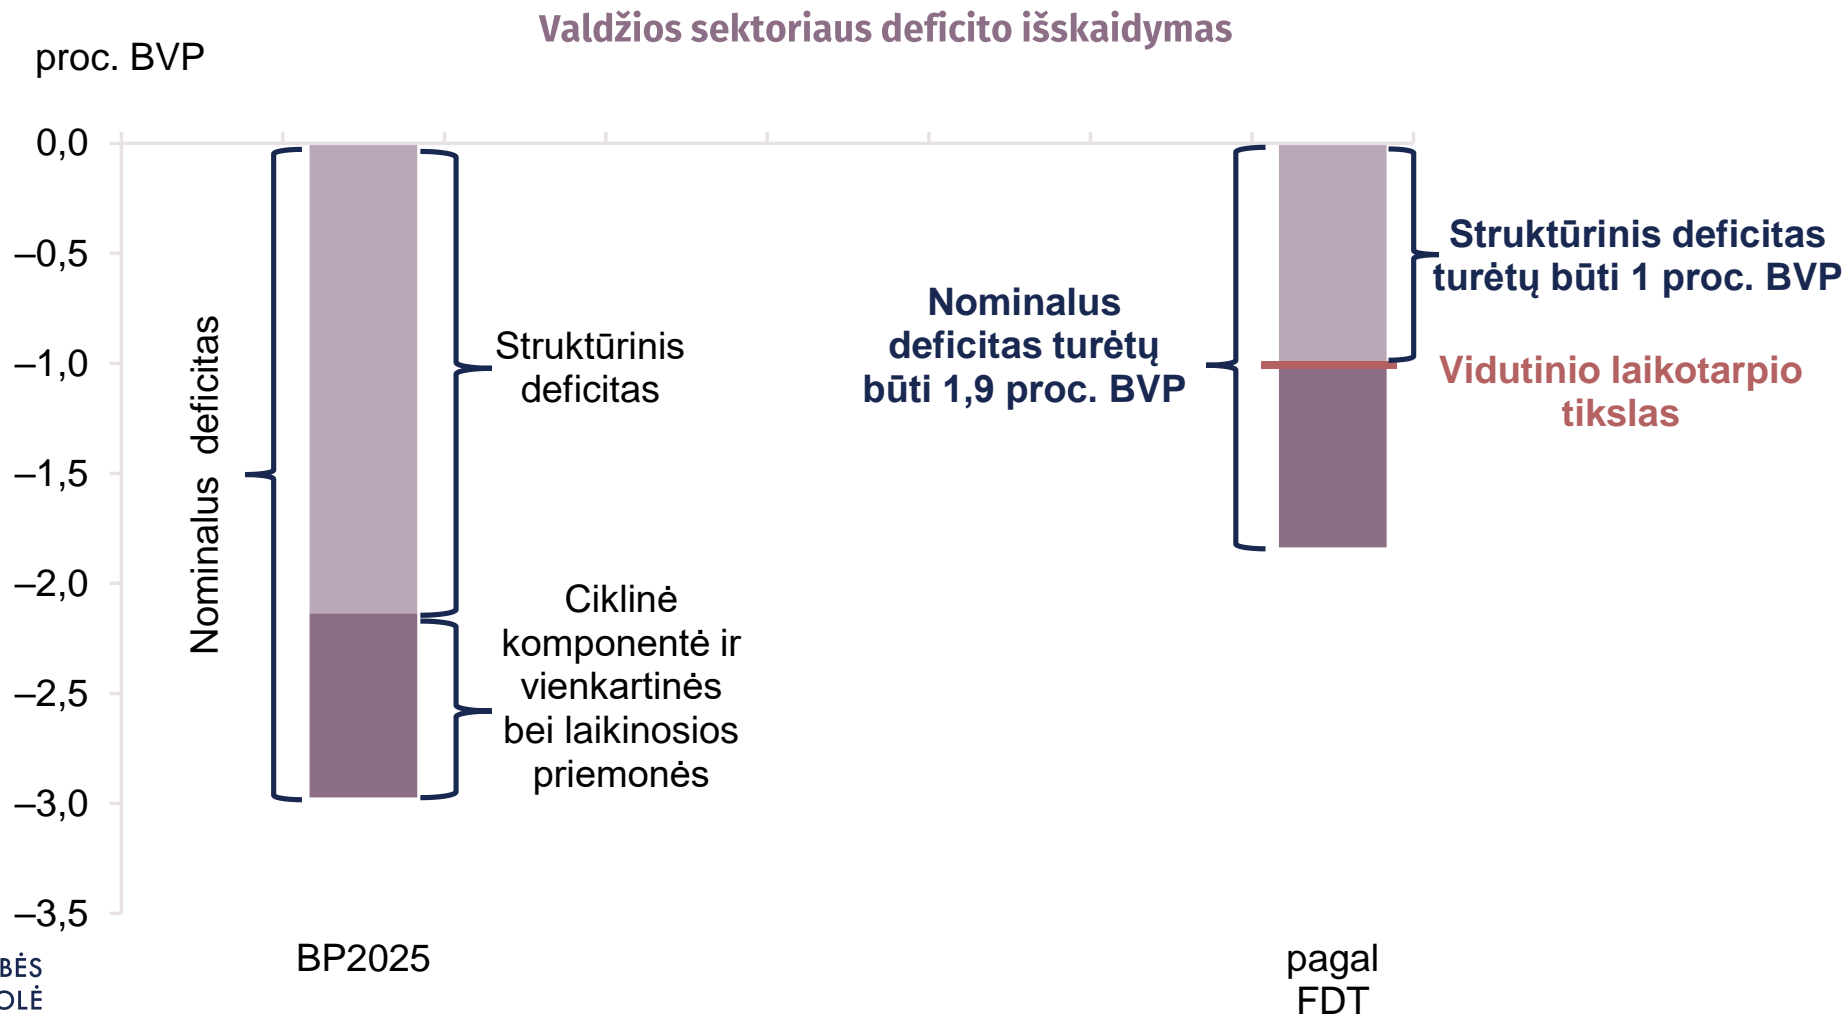 Valdžios sektoriaus deficito išskaidymas
proc. BVP
0,0
–0,5
–1,0
–1,5
–2,0
–2,5
–3,0
–3,5
Nominalus deficitas
Struktūrinis
deficitas
Ciklinė
komponentė ir
vienkartinės
bei laikinosios
priemonės
Nominalus
deficitas turėtų
būti 1,9 proc. BVP
Struktūrinis deficitas
turėtų būti 1 proc. BVP
Vidutinio laikotarpio
tikslas
BP2025
pagal
FDT
BĖS
OLĖ